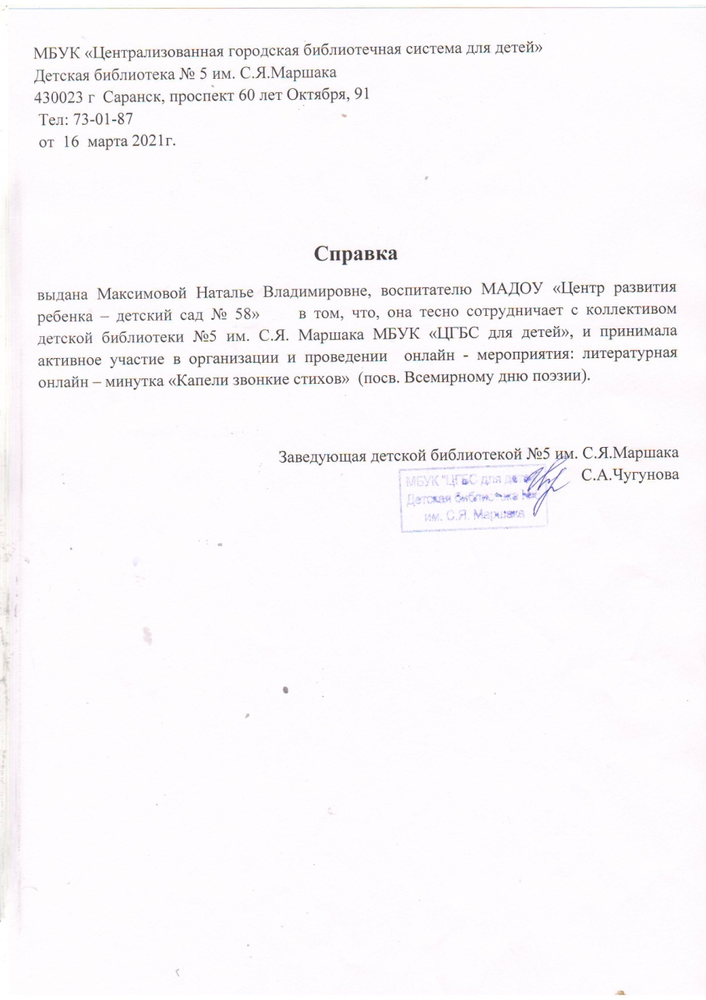 МБУК «Централизованная городская библиотечная система для детей»
Детская библиотека № 5 им. С.Я.Маршака
430023 г Саранск, проспект 60 лет Октября, 91
Тел: 73-01-87
от 16 марта 2021г.
Справка
выдана Максимовой Наталье Владимировне, воспитателю МАДОУ «Центр развития
ребенка – детский сад № 58» в том, что, она тесно сотрудничает с коллективом
детской библиотеки №5 им. С.Я. Маршака МБУК «ЦГБС для детей», и принимала
активное участие в организации и проведении онлайн - мероприятия: литературная
онлайн – минутка «Капели звонкие стихов» (посв. Всемирному дню поэзии).
Заведующая детской библиотекой №5 им. С.Я.Маршака
С.А.Чугунова
МБУК "ЦГБС для
Детская библиотека
им. С.Я. Маршака